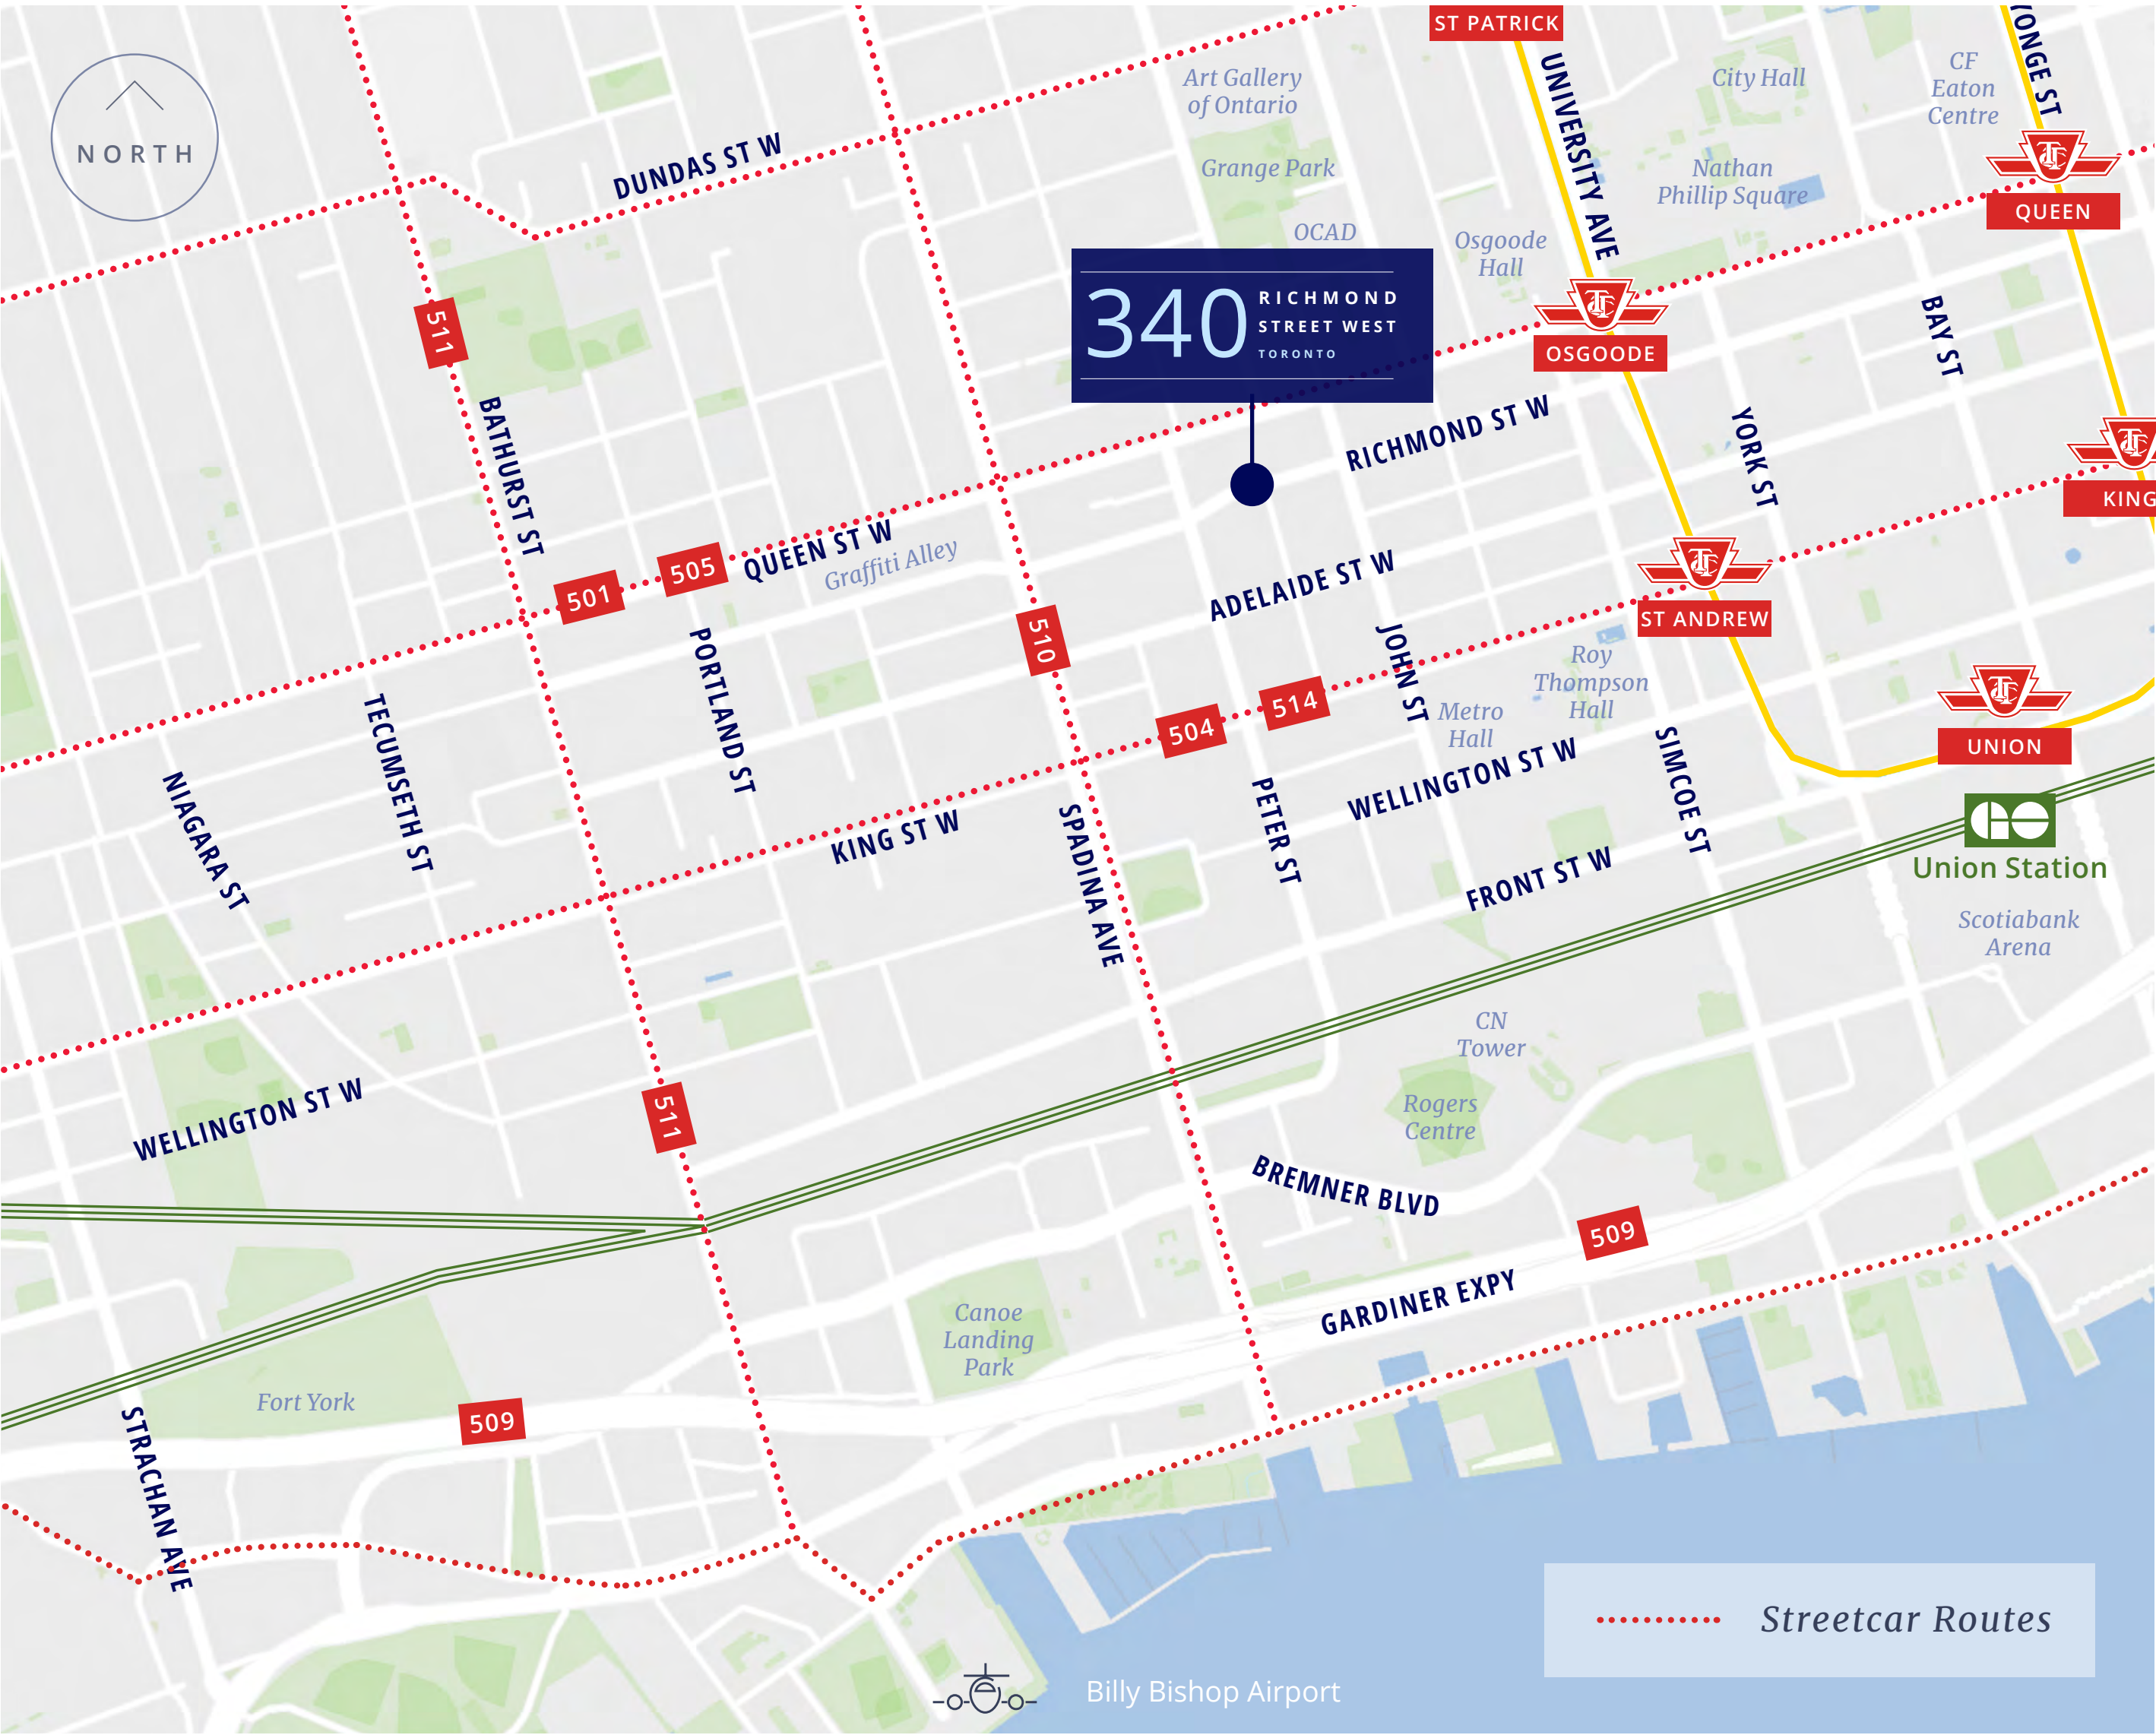 ST PATRICK
YONGE ST
UNIVERSITY AVE
NORTH
Art Gallery
of Ontario
City Hall
CF
Eaton
Centre
DUNDAS ST W
Grange Park
Nathan
Phillip Square
QUEEN
OCAD
Osgoode
Hall
340
RICHMOND
STREET WEST
TORONTO
511
OSGOODE
BAY ST
BATHURST ST
RICHMOND ST W
YORK ST
KING
501
505
QUEEN ST W
Graffiti Alley
ADELAIDE ST W
510
ST ANDREW
PORTLAND ST
JOHN ST
Roy
Thompson
Hall
TECUMSETH ST
504
514
Metro
Hall
UNION
NIAGARA ST
KING ST W
SPADINA AVE
PETER ST
WELLINGTON ST W
SIMCOE ST
FRONT ST W
Union Station
Scotiabank
Arena
CN
Tower
WELLINGTON ST W
511
Rogers
Centre
BREMNER BLVD
509
GARDINER EXPY
Canoe
Landing
Park
Fort York
509
STRACHAN AVE
Streetcar Routes
Billy Bishop Airport